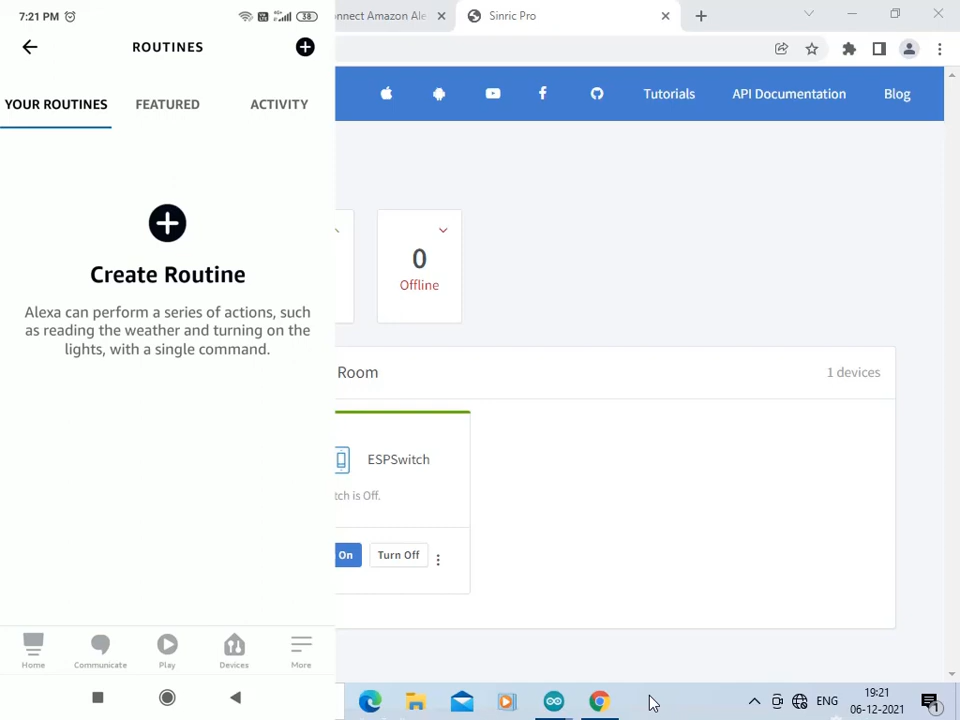 7:21 PM
38
ROUTINES
YOUR ROUTINES
FEATURED
ACTIVITY
Create Routine
Alexa can perform a series of actions, such
as reading the weather and turning on the
lights, with a single command.
Home
Communicate
Play
Devices
More
onnect Amazon Ale
Sinric Pro
Tutorials
API Documentation
Blog
0
Offline
Room
1 devices
ESPSwitch
tch is Off.
On
Turn Off
ENG
19:21
06-12-2021
1